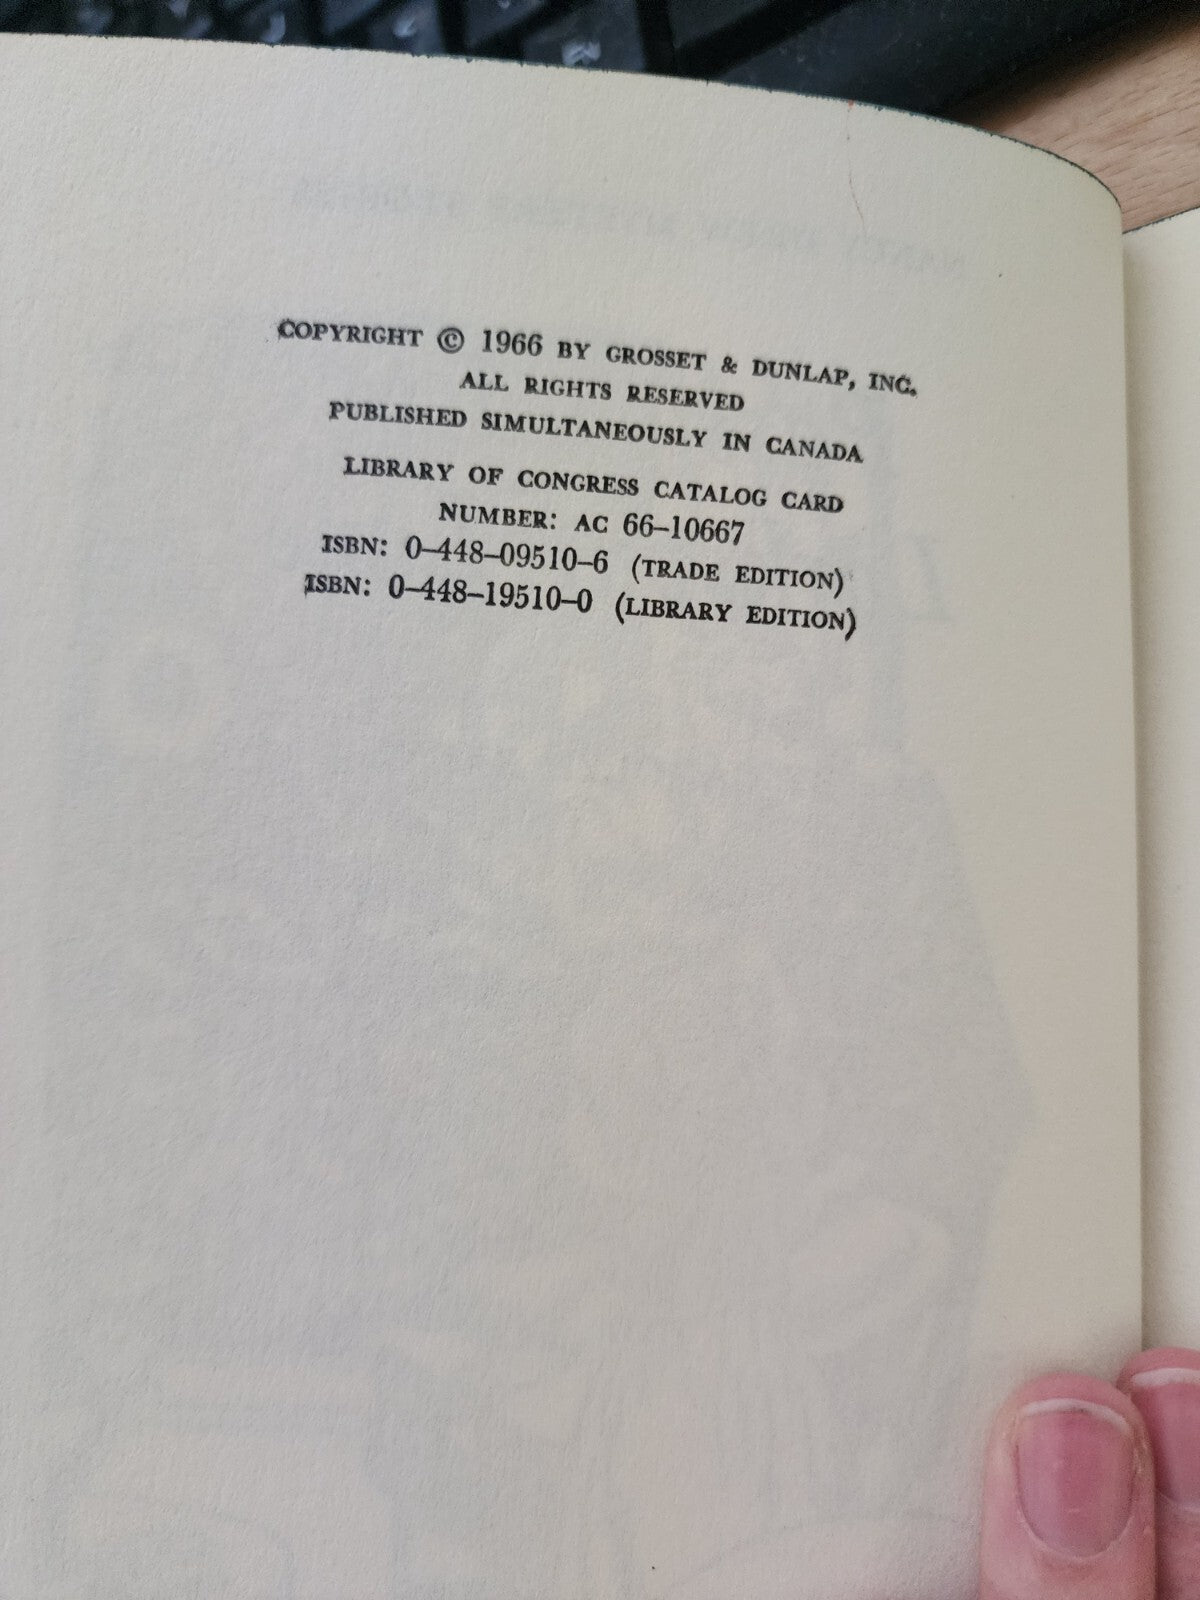 COPYRIGHT © 1966 BY GROSSET & DUNLAP, INC.
ALL RIGHTS RESERVED
PUBLISHED SIMULTANEOUSLY IN CANADA
LIBRARY OF CONGRESS CATALOG CARD
NUMBER: AC 66–10667
ISBN: 0–448–09510–6 (TRADE EDITION)
ISBN: 0–448–19510–0 (LIBRARY EDITION)